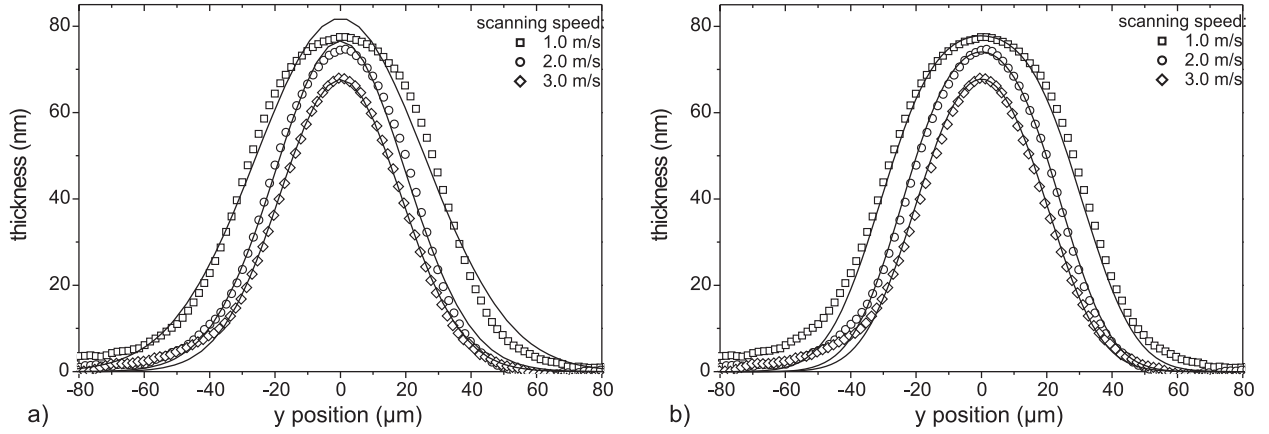 80
60
40
20
0
thickness (nm)
scanning speed:
1.0 m/s
2.0 m/s
3.0 m/s
-80 -60 -40 -20 0 20 40 60 80
y position (µm)
a)
80
60
40
20
0
thickness (nm)
scanning speed:
1.0 m/s
2.0 m/s
3.0 m/s
-80 -60 -40 -20 0 20 40 60 80
y position (µm)
b)